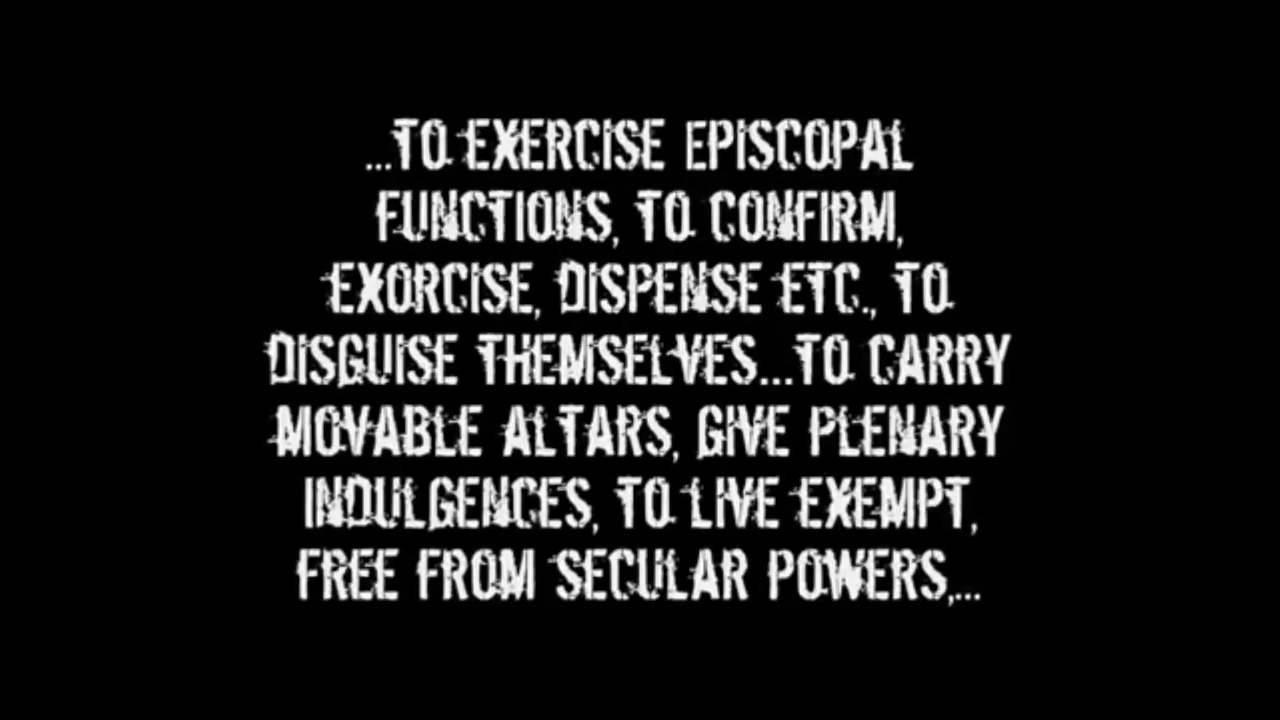 ...TO EXERCISE EPISCOPAL
FUNCTIONS, TO CONFIRM,
EXORCISE, DISPENSE ETC., TO
DISGUISE THEMSELVES...TO CARRY
MOVABLE ALTARS, GIVE PLENARY
INDULGENCES, TO LIVE EXEMPT,
FREE FROM SECULAR POWERS,...